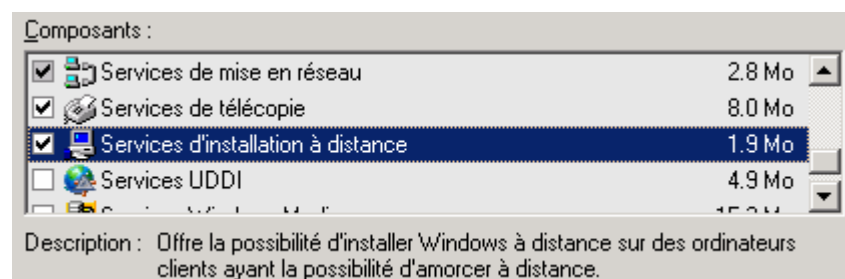 Composants :
Services de mise en réseau 2.8 Mo
Services de télécopie 8.0 Mo
Services d'installation à distance 1.9 Mo
Services UDDI 4.9 Mo
Description : Offre la possibilité d'installer Windows à distance sur des ordinateurs
clients ayant la possibilité d'amorcer à distance.